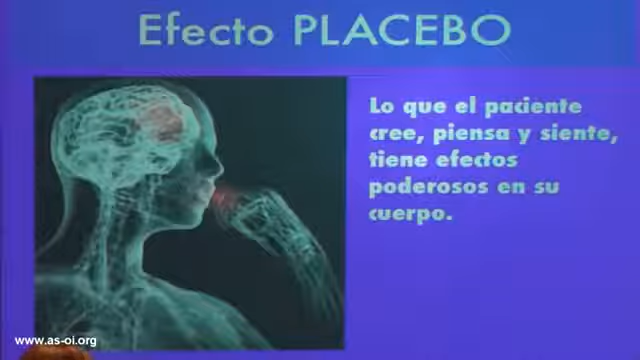 Efecto PLACEBO
Lo que el paciente
cree, piensa y siente,
tiene efectos
poderosos en su
cuerpo.
www.as-oi.org